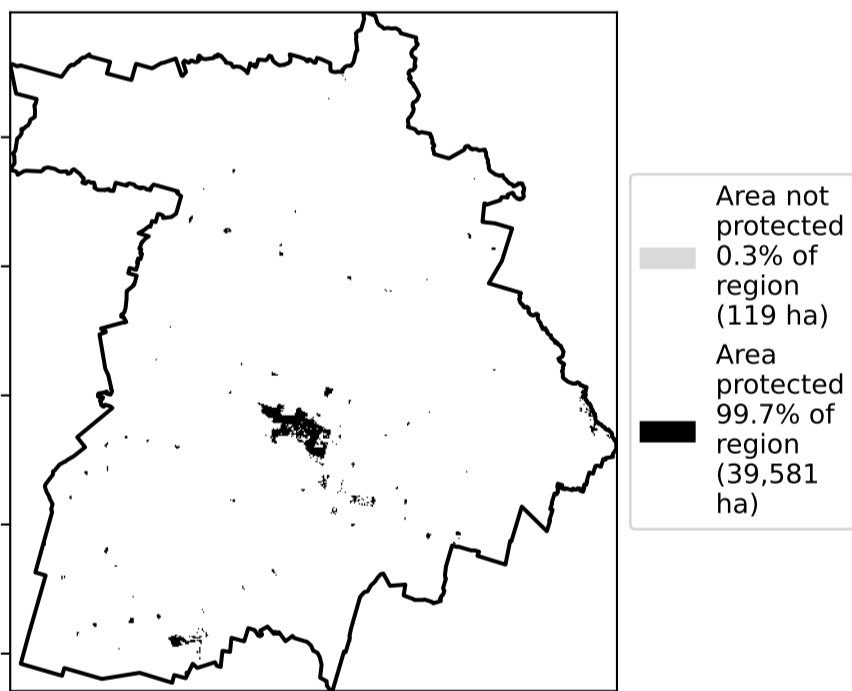 Area not
protected
0.3% of
region
(119 ha)
Area
protected
99.7% of
region
(39,581
ha)